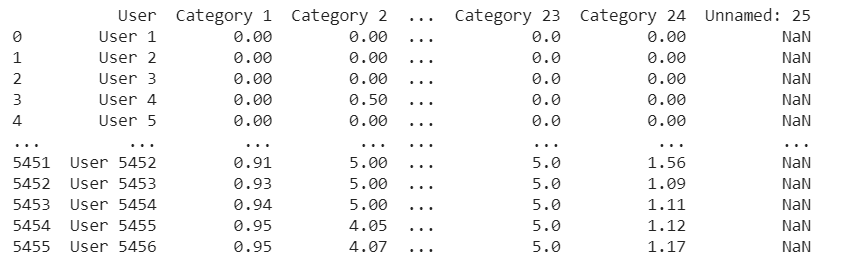 User Category 1 Category 2 ... Category 23 Category 24 Unnamed: 25
0 User 1 0.00 0.00 ... 0.0 0.00 NaN
1 User 2 0.00 0.00 ... 0.0 0.00 NaN
2 User 3 0.00 0.00 ... 0.0 0.00 NaN
3 User 4 0.00 0.50 ... 0.0 0.00 NaN
4 User 5 0.00 0.00 ... 0.0 0.00 NaN
... ... ... ... ... ... ... ...
5451 User 5452 0.91 5.00 ... 5.0 1.56 NaN
5452 User 5453 0.93 5.00 ... 5.0 1.09 NaN
5453 User 5454 0.94 5.00 ... 5.0 1.11 NaN
5454 User 5455 0.95 4.05 ... 5.0 1.12 NaN
5455 User 5456 0.95 4.07 ... 5.0 1.17 NaN